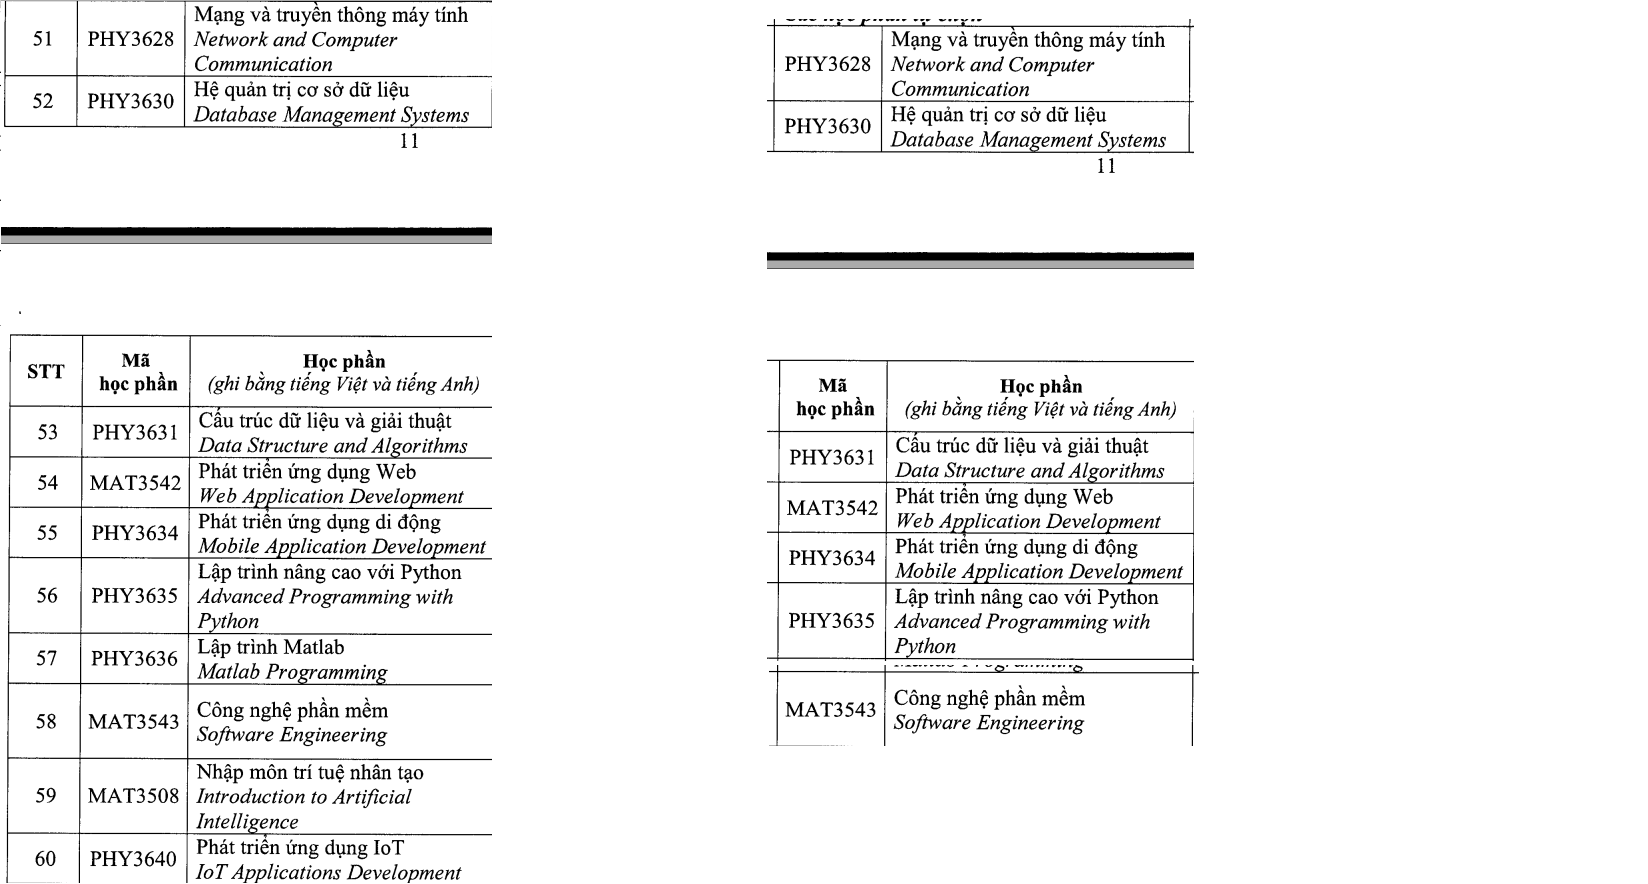 51 PHY3628 Mạng và truyền thông máy tính
Network and Computer
Communication
52 PHY3630 Hệ quản trị cơ sở dữ liệu
Database Management Systems
11
STT Mã học phần Học phần
(ghi bằng tiếng Việt và tiếng Anh)
53 PHY3631 Cấu trúc dữ liệu và giải thuật
Data Structure and Algorithms
54 MAT3542 Phát triển ứng dụng Web
Web Application Development
55 PHY3634 Phát triển ứng dụng di động
Mobile Application Development
56 PHY3635 Lập trình nâng cao với Python
Advanced Programming with
Python
57 PHY3636 Lập trình Matlab
Matlab Programming
58 MAT3543 Công nghệ phần mềm
Software Engineering
59 MAT3508 Nhập môn trí tuệ nhân tạo
Introduction to Artificial
Intelligence
60 PHY3640 Phát triển ứng dụng IoT
IoT Applications Development
PHY3628 Mạng và truyền thông máy tính
Network and Computer
Communication
PHY3630 Hệ quản trị cơ sở dữ liệu
Database Management Systems
11
Mã học phần Học phần
(ghi bằng tiếng Việt và tiếng Anh)
PHY3631 Cấu trúc dữ liệu và giải thuật
Data Structure and Algorithms
MAT3542 Phát triển ứng dụng Web
Web Application Development
PHY3634 Phát triển ứng dụng di động
Mobile Application Development
PHY3635 Lập trình nâng cao với Python
Advanced Programming with
Python
MAT3543 Công nghệ phần mềm
Software Engineering